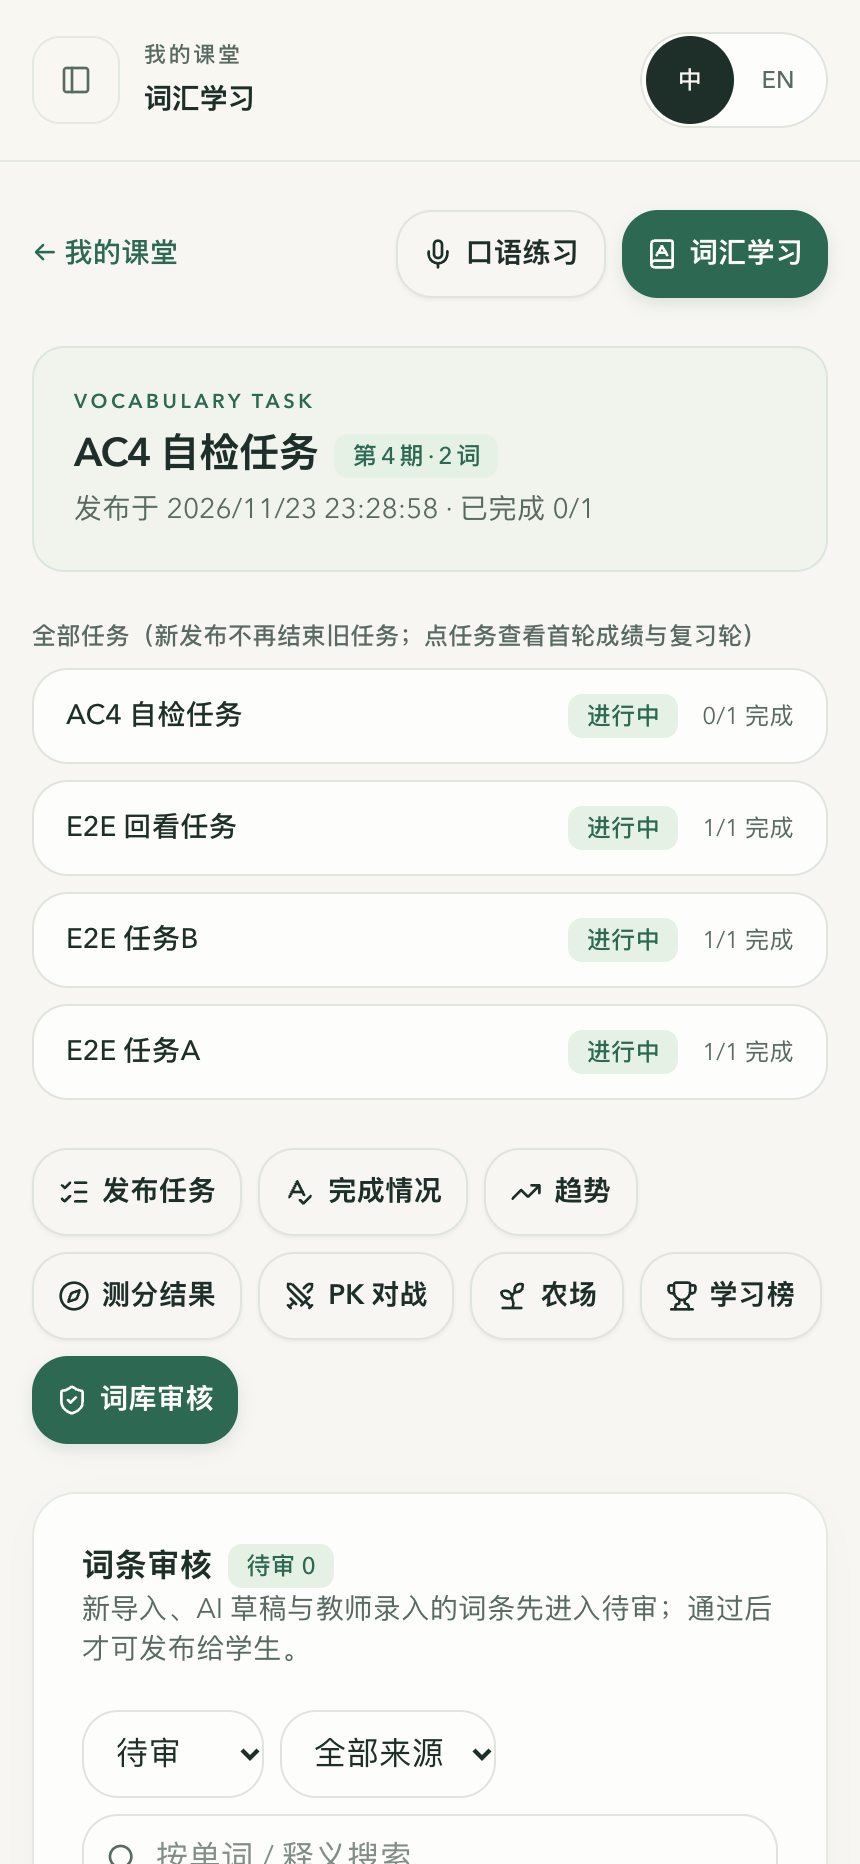 我的课堂
词汇学习
中 EN
← 我的课堂 口语练习 词汇学习
VOCABULARY TASK
AC4 自检任务 第 4 期 · 2 词
发布于 2026/11/23 23:28:58 · 已完成 0/1
全部任务（新发布不再结束旧任务；点任务查看首轮成绩与复习轮）
AC4 自检任务 进行中 0/1 完成
E2E 回看任务 进行中 1/1 完成
E2E 任务B 进行中 1/1 完成
E2E 任务A 进行中 1/1 完成
发布任务 完成情况 趋势
测分结果 PK 对战 农场 学习榜
词库审核
词条审核 待审 0
新导入、AI 草稿与教师录入的词条先进入待审；通过后
才可发布给学生。
待审 全部来源
按单词 / 释义搜索